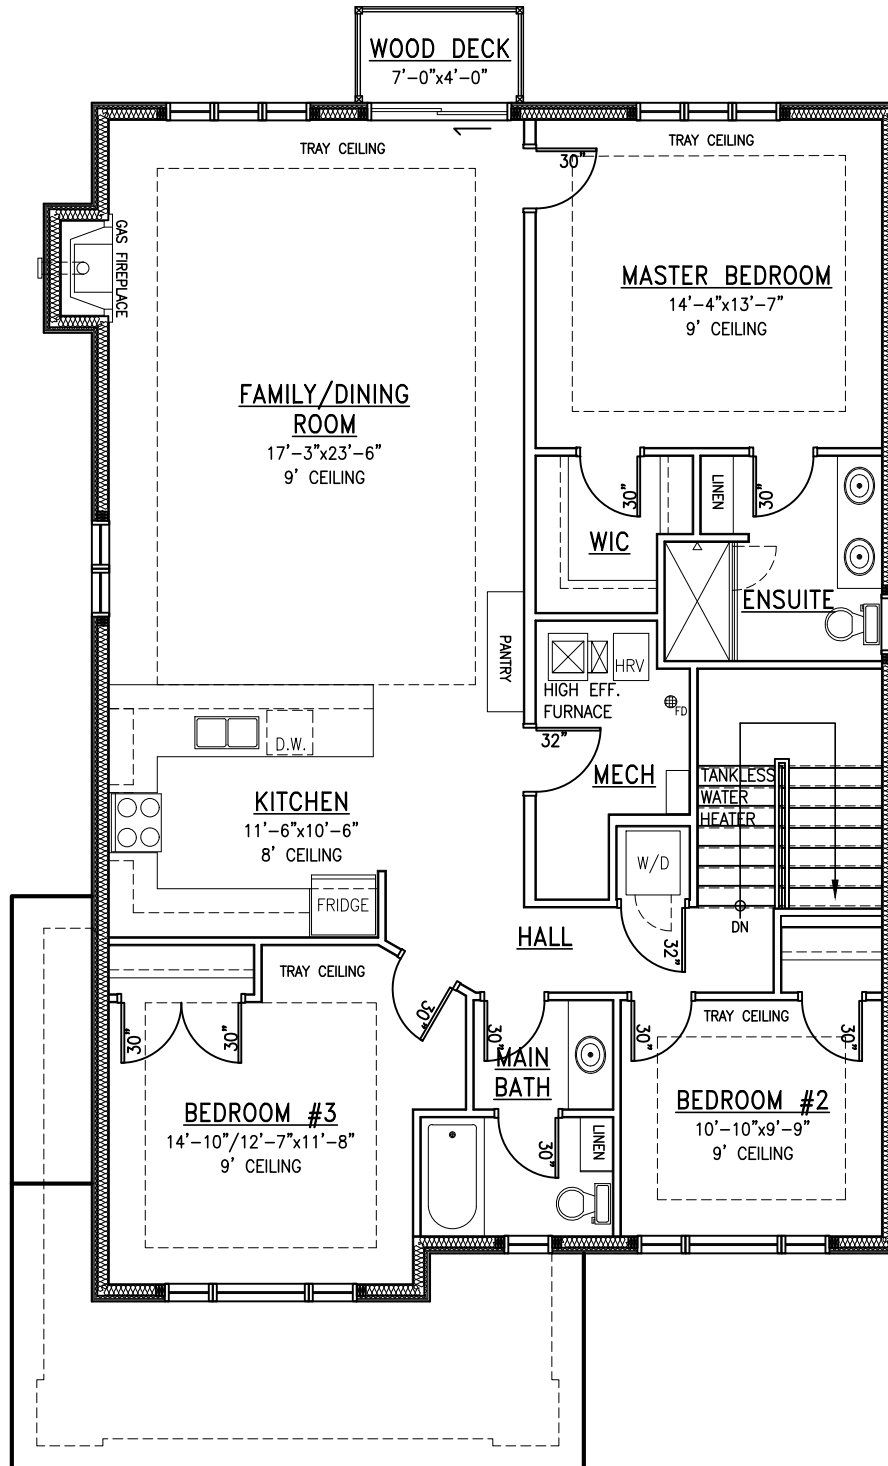 WOOD DECK
7'-0"x4'-0"
TRAY CEILING
TRAY CEILING
30"
GAS FIREPLACE
MASTER BEDROOM
14'-4"x13'-7"
9' CEILING
FAMILY/DINING
ROOM
17'-3"x23'-6"
9' CEILING
30"
LINEN
30"
WIC
ENSUITE
PANTRY
HRV
HIGH EFF.
FURNACE
FD
32"
MECH
D.W.
TANKLESS
WATER
HEATER
KITCHEN
11'-6"x10'-6"
8' CEILING
W/D
FRIDGE
HALL
32"
DN
TRAY CEILING
30"
30"
30"
30"
30"
TRAY CEILING
30"
MAIN
BATH
BEDROOM #3
14'-10"/12'-7"x11'-8"
9' CEILING
BEDROOM #2
10'-10"x9'-9"
9' CEILING
30"
LINEN